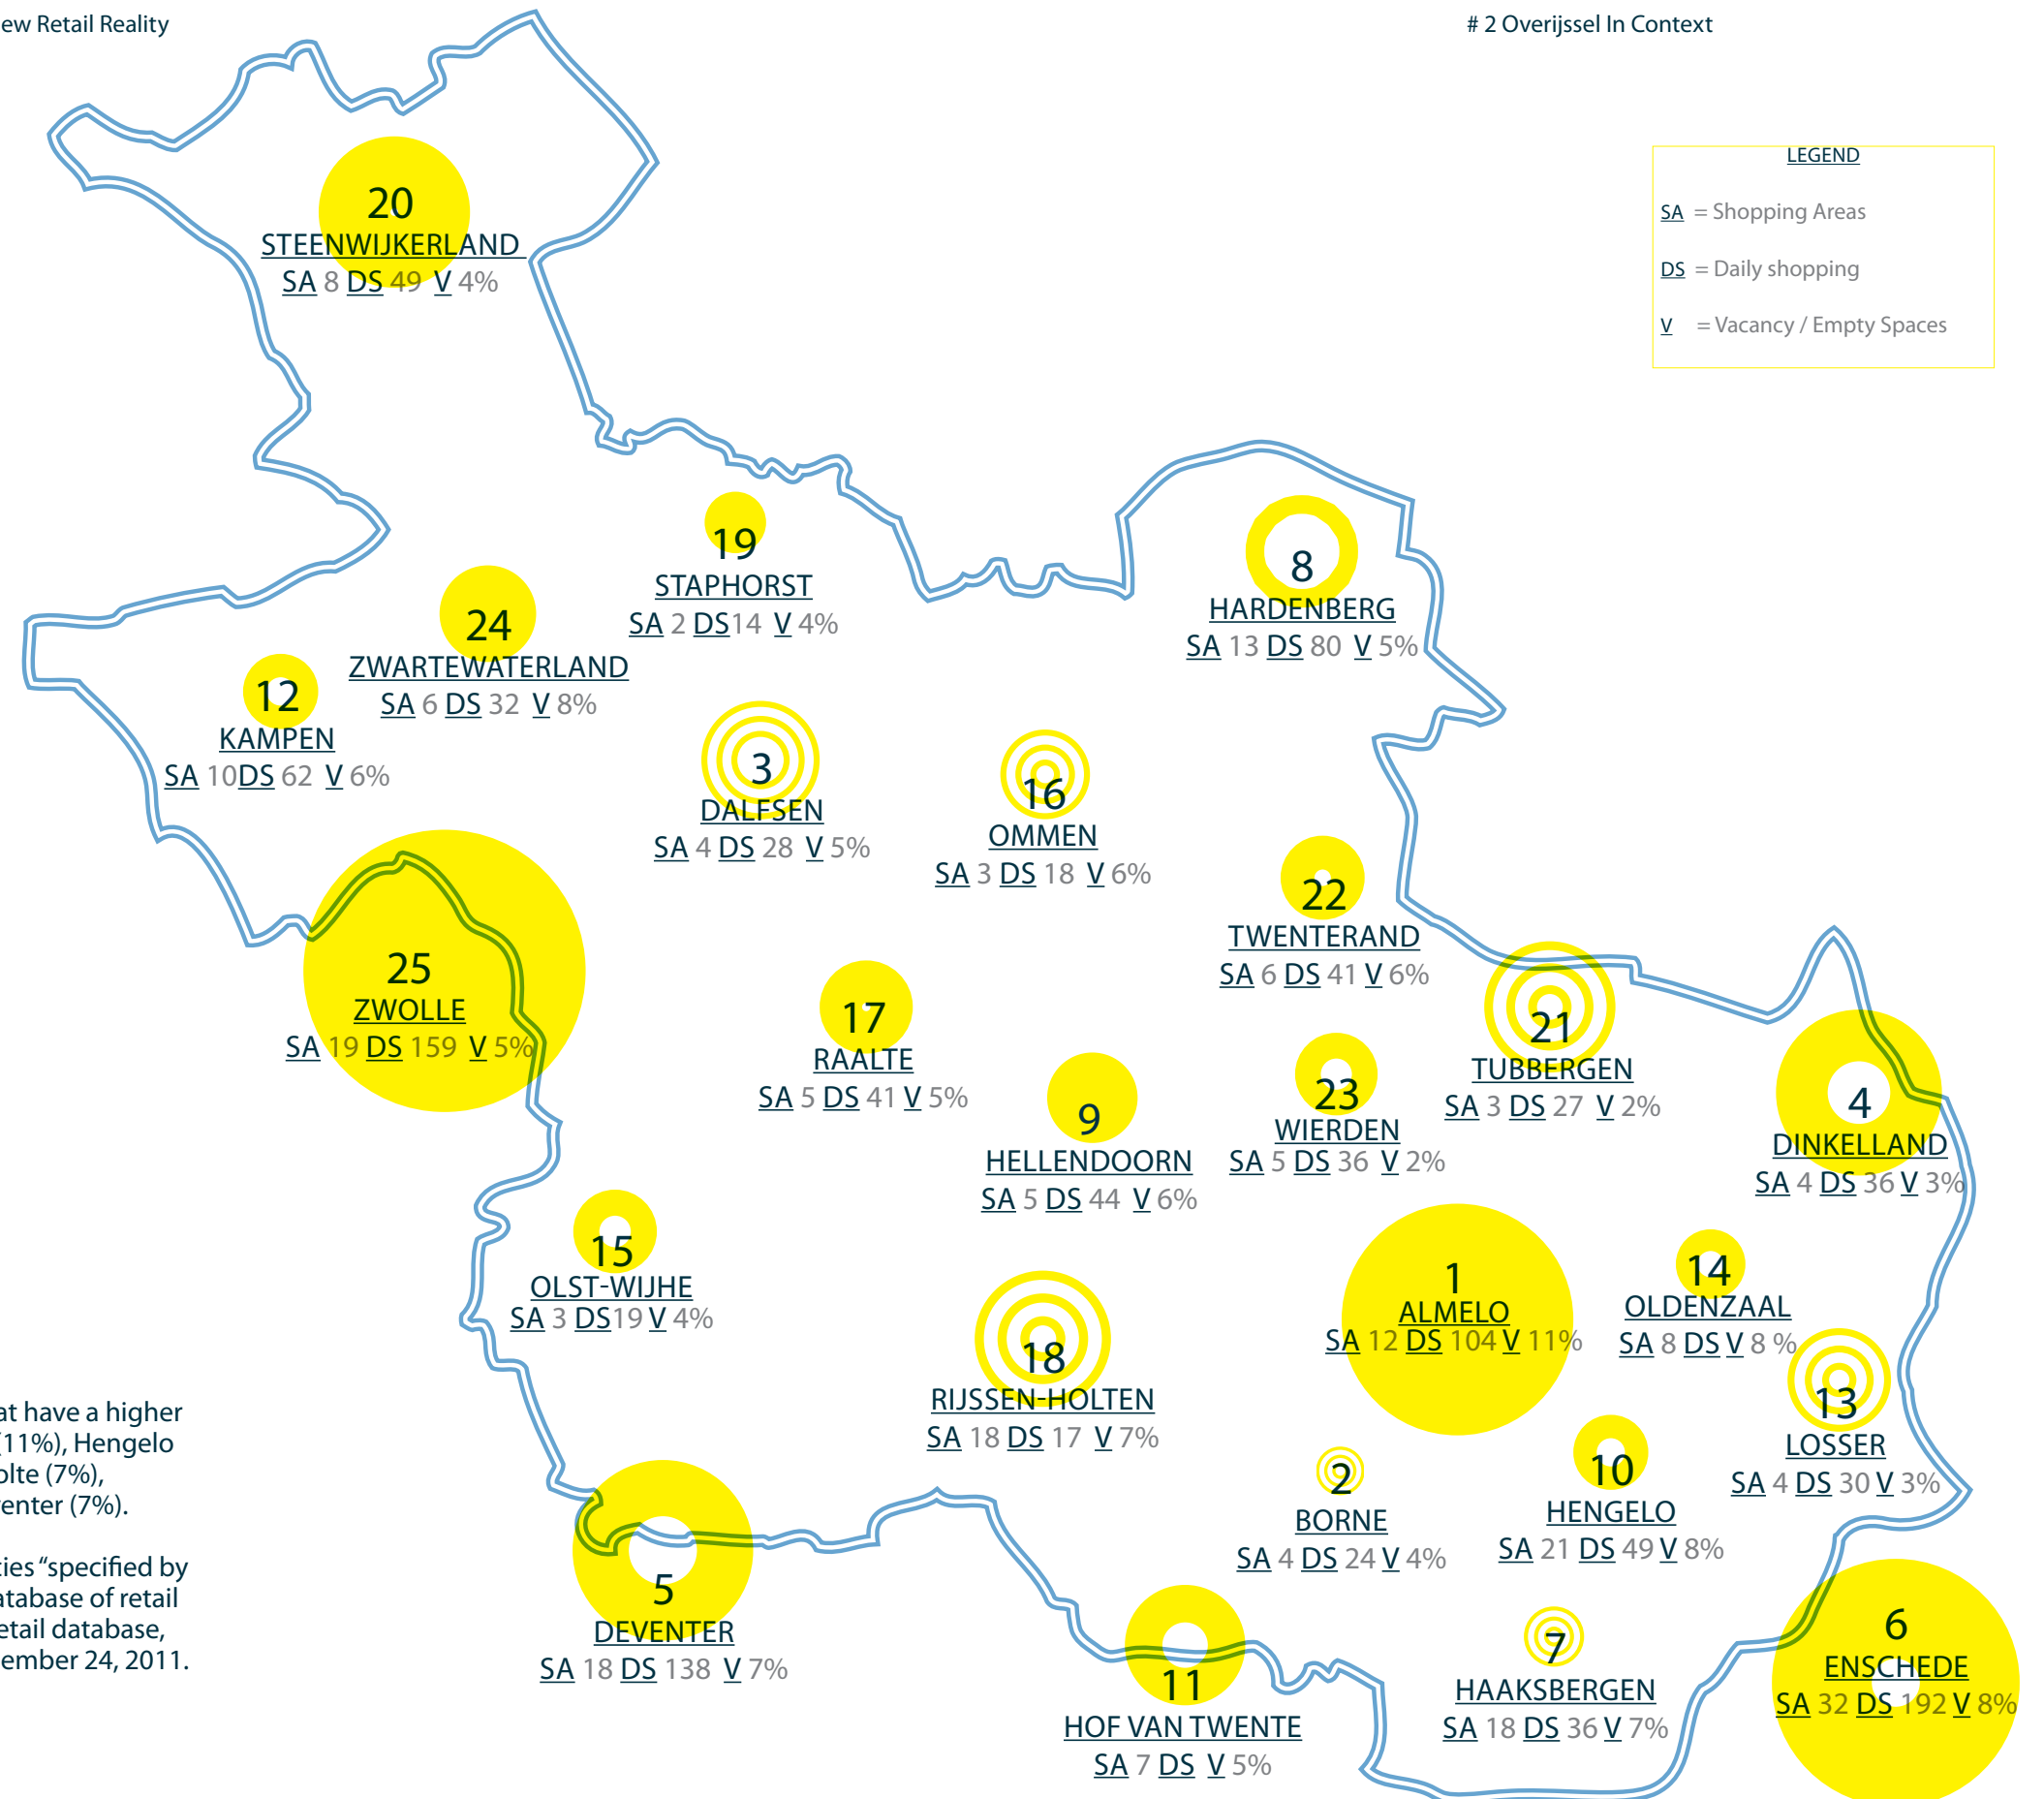 ew Retail Reality
# 2 Overijssel In Context
LEGEND
SA = Shopping Areas
DS = Daily shopping
V = Vacancy / Empty Spaces
20
STEENWIJKERLAND
SA 8 DS 49 V 4%
19
STAPHORST
SA 2 DS14 V 4%
8
HARDENBERG
SA 13 DS 80 V 5%
24
ZWARTEWATERLAND
SA 6 DS 32 V 8%
12
KAMPEN
SA 10DS 62 V 6%
3
DALFSEN
SA 4 DS 28 V 5%
16
OMMEN
SA 3 DS 18 V 6%
22
TWENTERAND
SA 6 DS 41 V 6%
25
ZWOLLE
SA 19 DS 159 V 5%
17
RAALTE
SA 5 DS 41 V 5%
21
TUBBERGEN
SA 3 DS 27 V 2%
9
HELLENDOORN
SA 5 DS 44 V 6%
23
WIERDEN
SA 5 DS 36 V 2%
4
DINKELLAND
SA 4 DS 36 V 3%
15
OLST-WIJHE
SA 3 DS19 V 4%
1
ALMELO
SA 12 DS 104 V 11%
14
OLDENZAAL
SA 8 DS V 8 %
18
RIJSSEN-HOLTEN
SA 18 DS 17 V 7%
13
LOSSER
SA 4 DS 30 V 3%
2
BORNE
SA 4 DS 24 V 4%
10
HENGELO
SA 21 DS 49 V 8%
5
DEVENTER
SA 18 DS 138 V 7%
11
HOF VAN TWENTE
SA 7 DS V 5%
7
HAAKSBERGEN
SA 18 DS 36 V 7%
6
ENSCHEDE
SA 32 DS 192 V 8%
at have a higher
(11%), Hengelo
olte (7%),
enter (7%).
ties “specified by
atabase of retail
etail database,
ember 24, 2011.